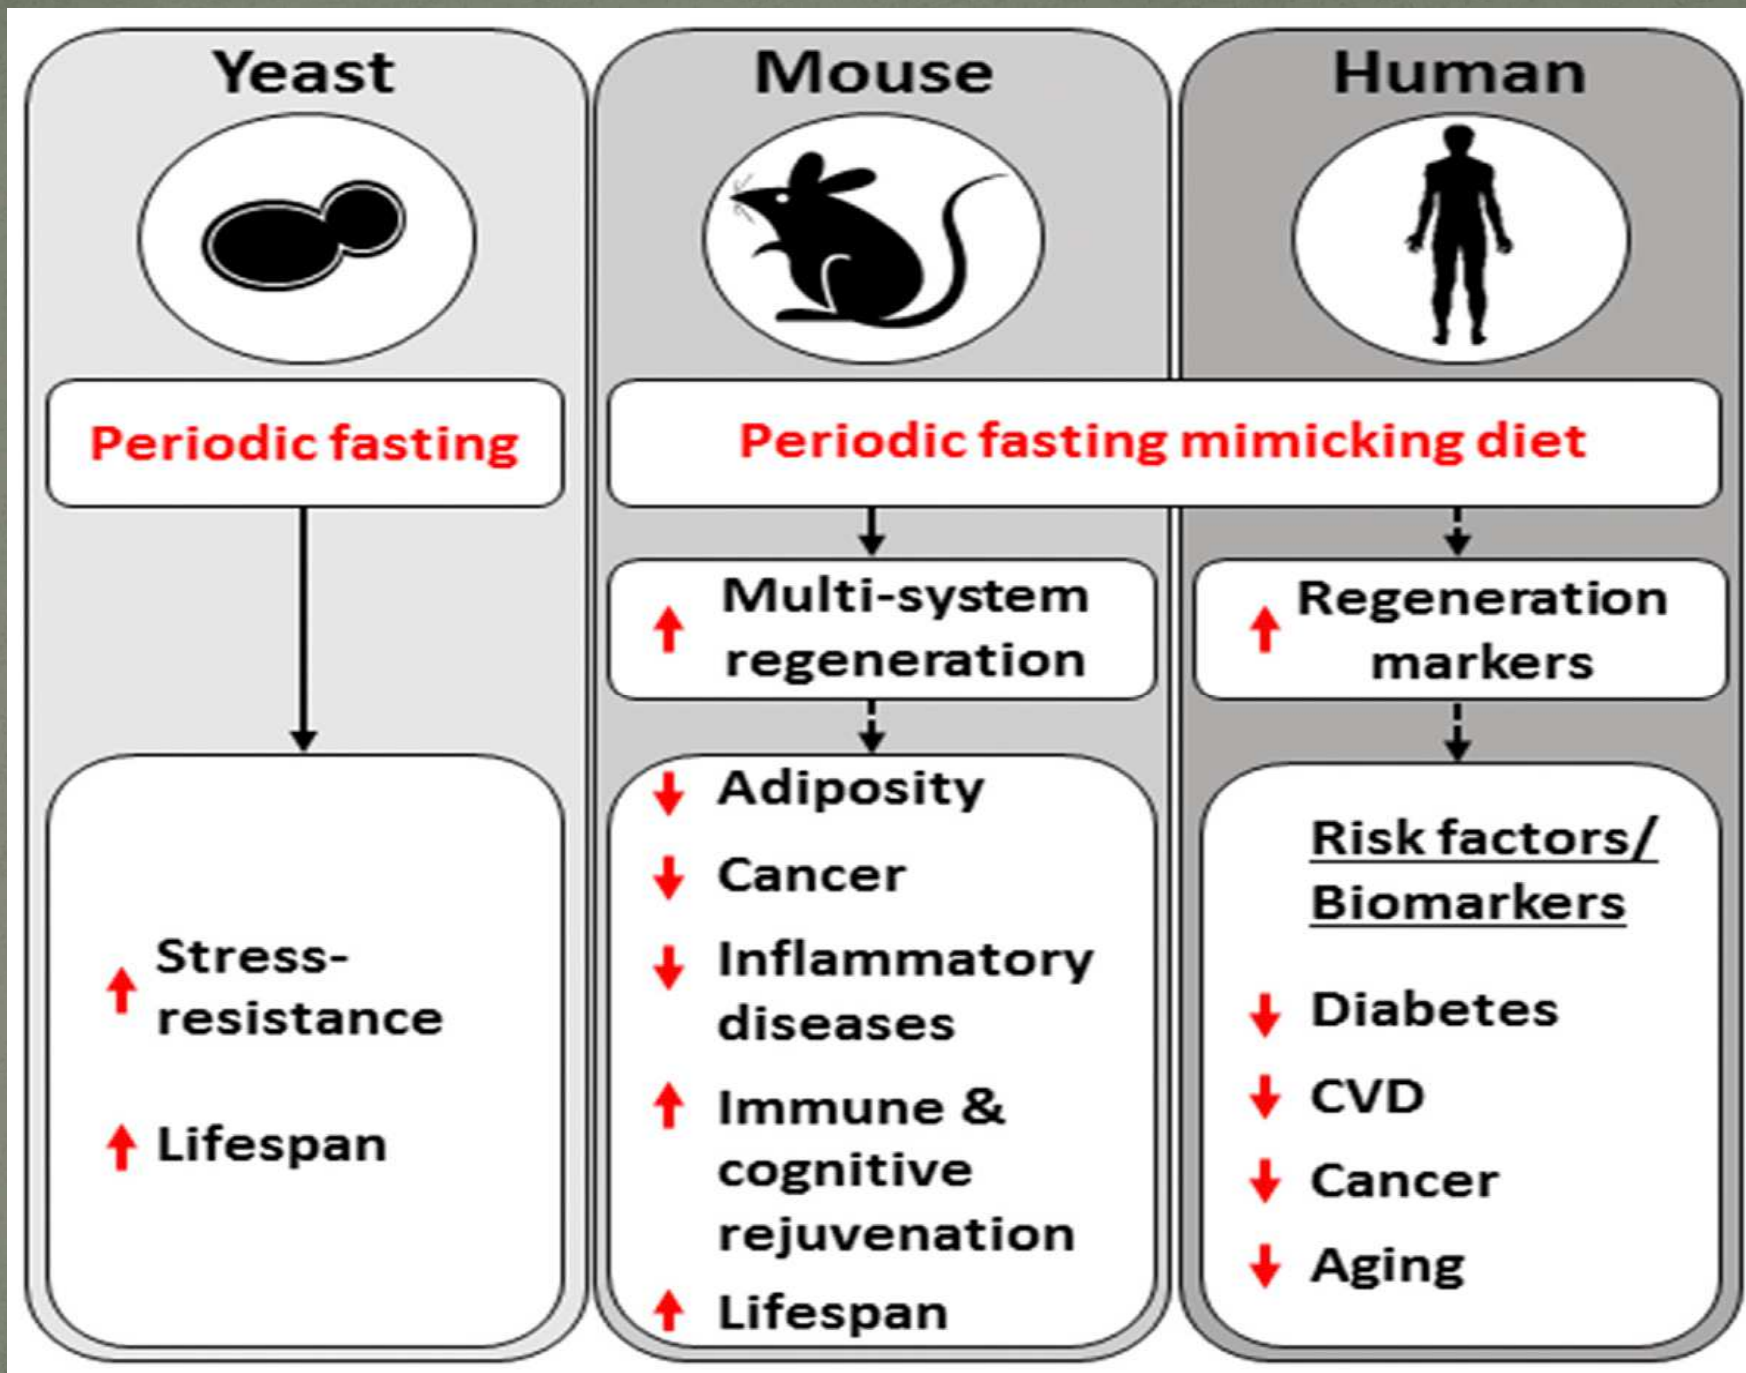 Yeast
Periodic fasting
Stress-
resistance
Lifespan
Mouse
Human
Periodic fasting mimicking diet
Multi-system
regeneration
Adiposity
Cancer
Inflammatory
diseases
Immune &
cognitive
rejuvenation
Lifespan
Regeneration
markers
Risk factors/
Biomarkers
Diabetes
CVD
Cancer
Aging